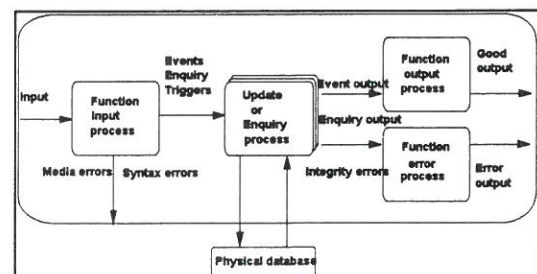 Input
Function
Input
process
Media errors
Syntax errors
Events
Enquiry
Triggers
Update
or
Enquiry
process
Event output
Enquiry output
Integrity errors
Function
output
process
Good
output
Function
error
process
Error
output
Physical database